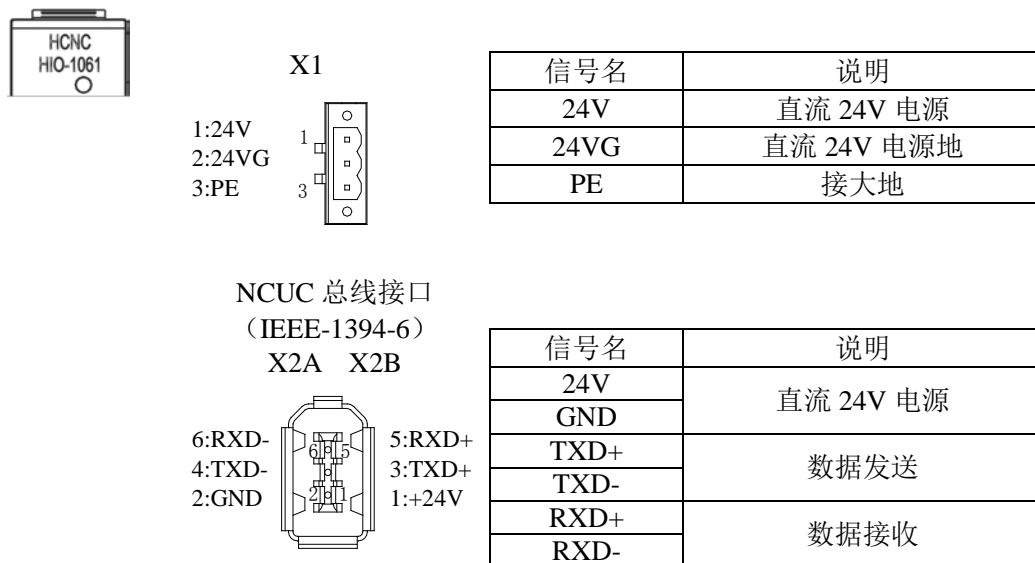 HCNC
HIO-1061
X1
1:24V
2:24VG
3:PE
1
3
信号名 说明
24V 直流 24V 电源
24VG 直流 24V 电源地
PE 接大地
NCUC 总线接口
（IEEE-1394-6）
X2A X2B
6:RXD- 5:RXD+
4:TXD- 3:TXD+
2:GND 1:+24V
6 5
2 1
信号名 说明
24V 直流 24V 电源
GND
TXD+ 数据发送
TXD-
RXD+ 数据接收
RXD-